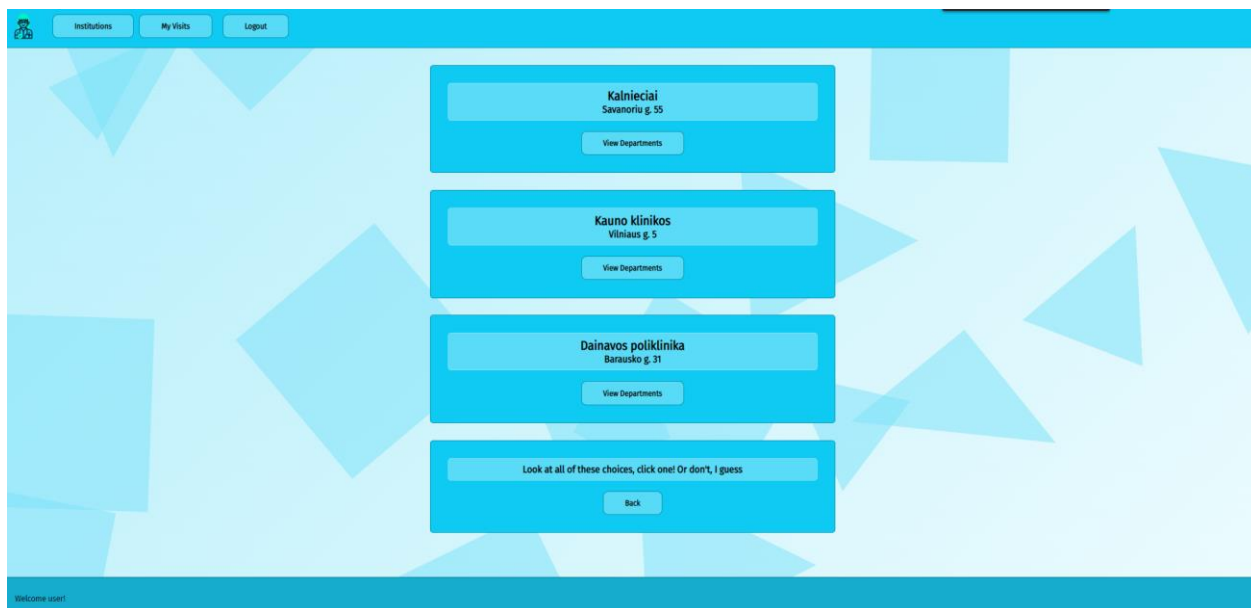 Institutions
My Visits
Logout
Kalnieciai
Savanoriu g. 55
View Departments
Kauno klinikos
Vilniaus g. 5
View Departments
Dainavos poliklinika
Barausko g. 31
View Departments
Look at all of these choices, click one! Or don't, I guess
Back
Welcome user!